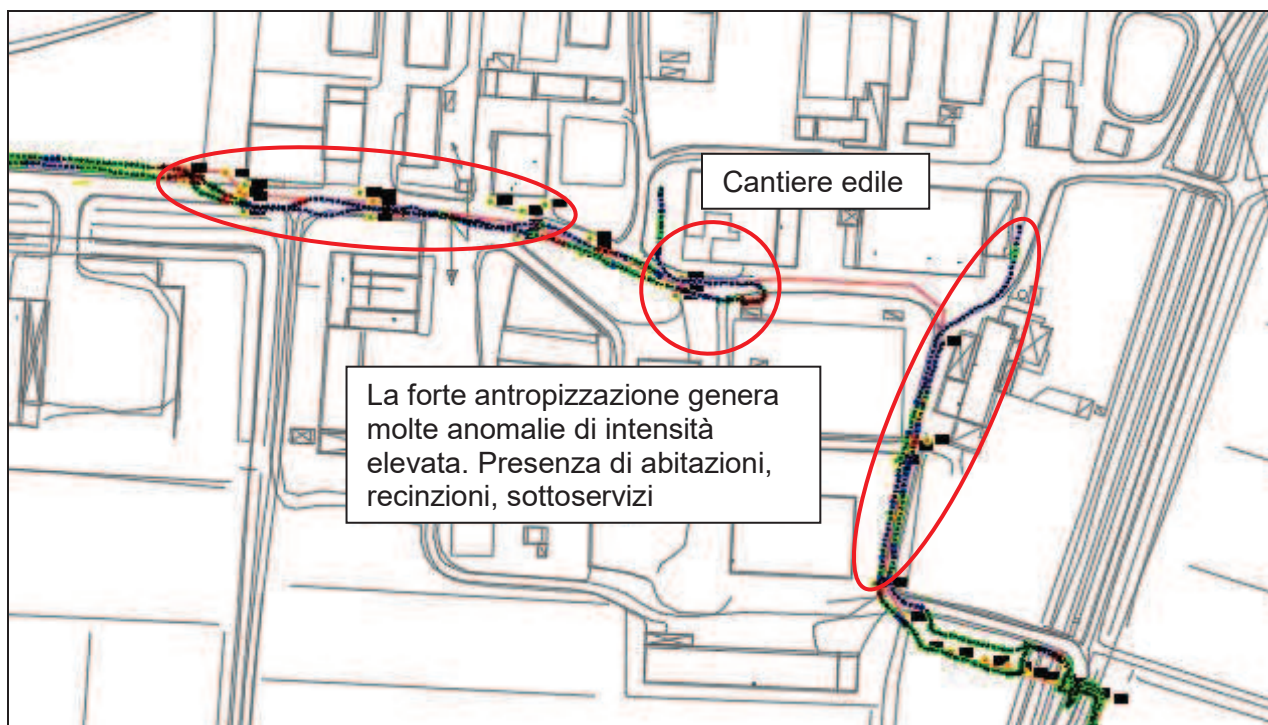 Cantiere edile
La forte antropizzazione genera
molte anomalie di intensità
elevata. Presenza di abitazioni,
recinzioni, sottoservizi